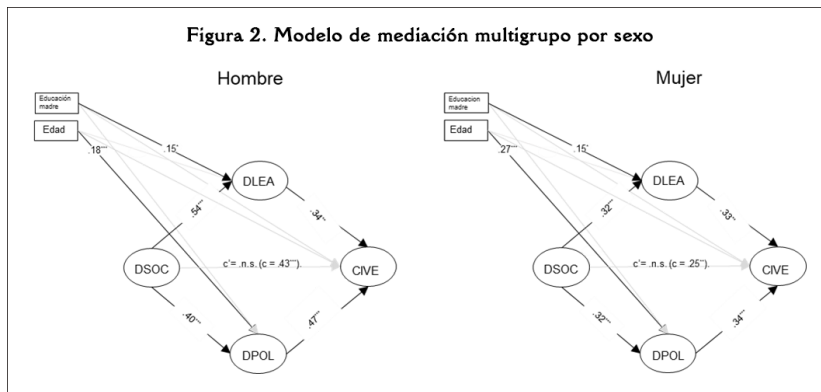 Figura 2. Modelo de mediación multigrupo por sexo
Hombre
Educación
madre
Edad
.18***
.15*
DLEA
.54***
.34**
DSOC
c'= .n.s. (c = .43***).
CIVE
.40***
.47***
DPOL
Mujer
Educacion
madre
Edad
.27***
.15*
DLEA
.32***
.33**
DSOC
c'= .n.s. (c = .25**).
CIVE
.32***
.34***
DPOL